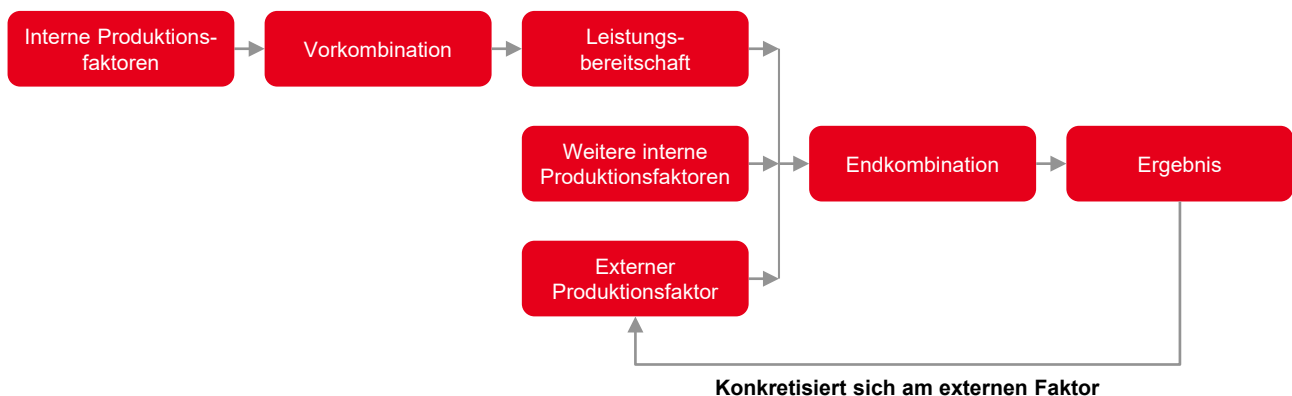 Interne Produktions-
faktoren
Vorkombination
Leistungs-
bereitschaft
Weitere interne
Produktionsfaktoren
Endkombination
Ergebnis
Externer
Produktionsfaktor
Konkretisiert sich am externen Faktor